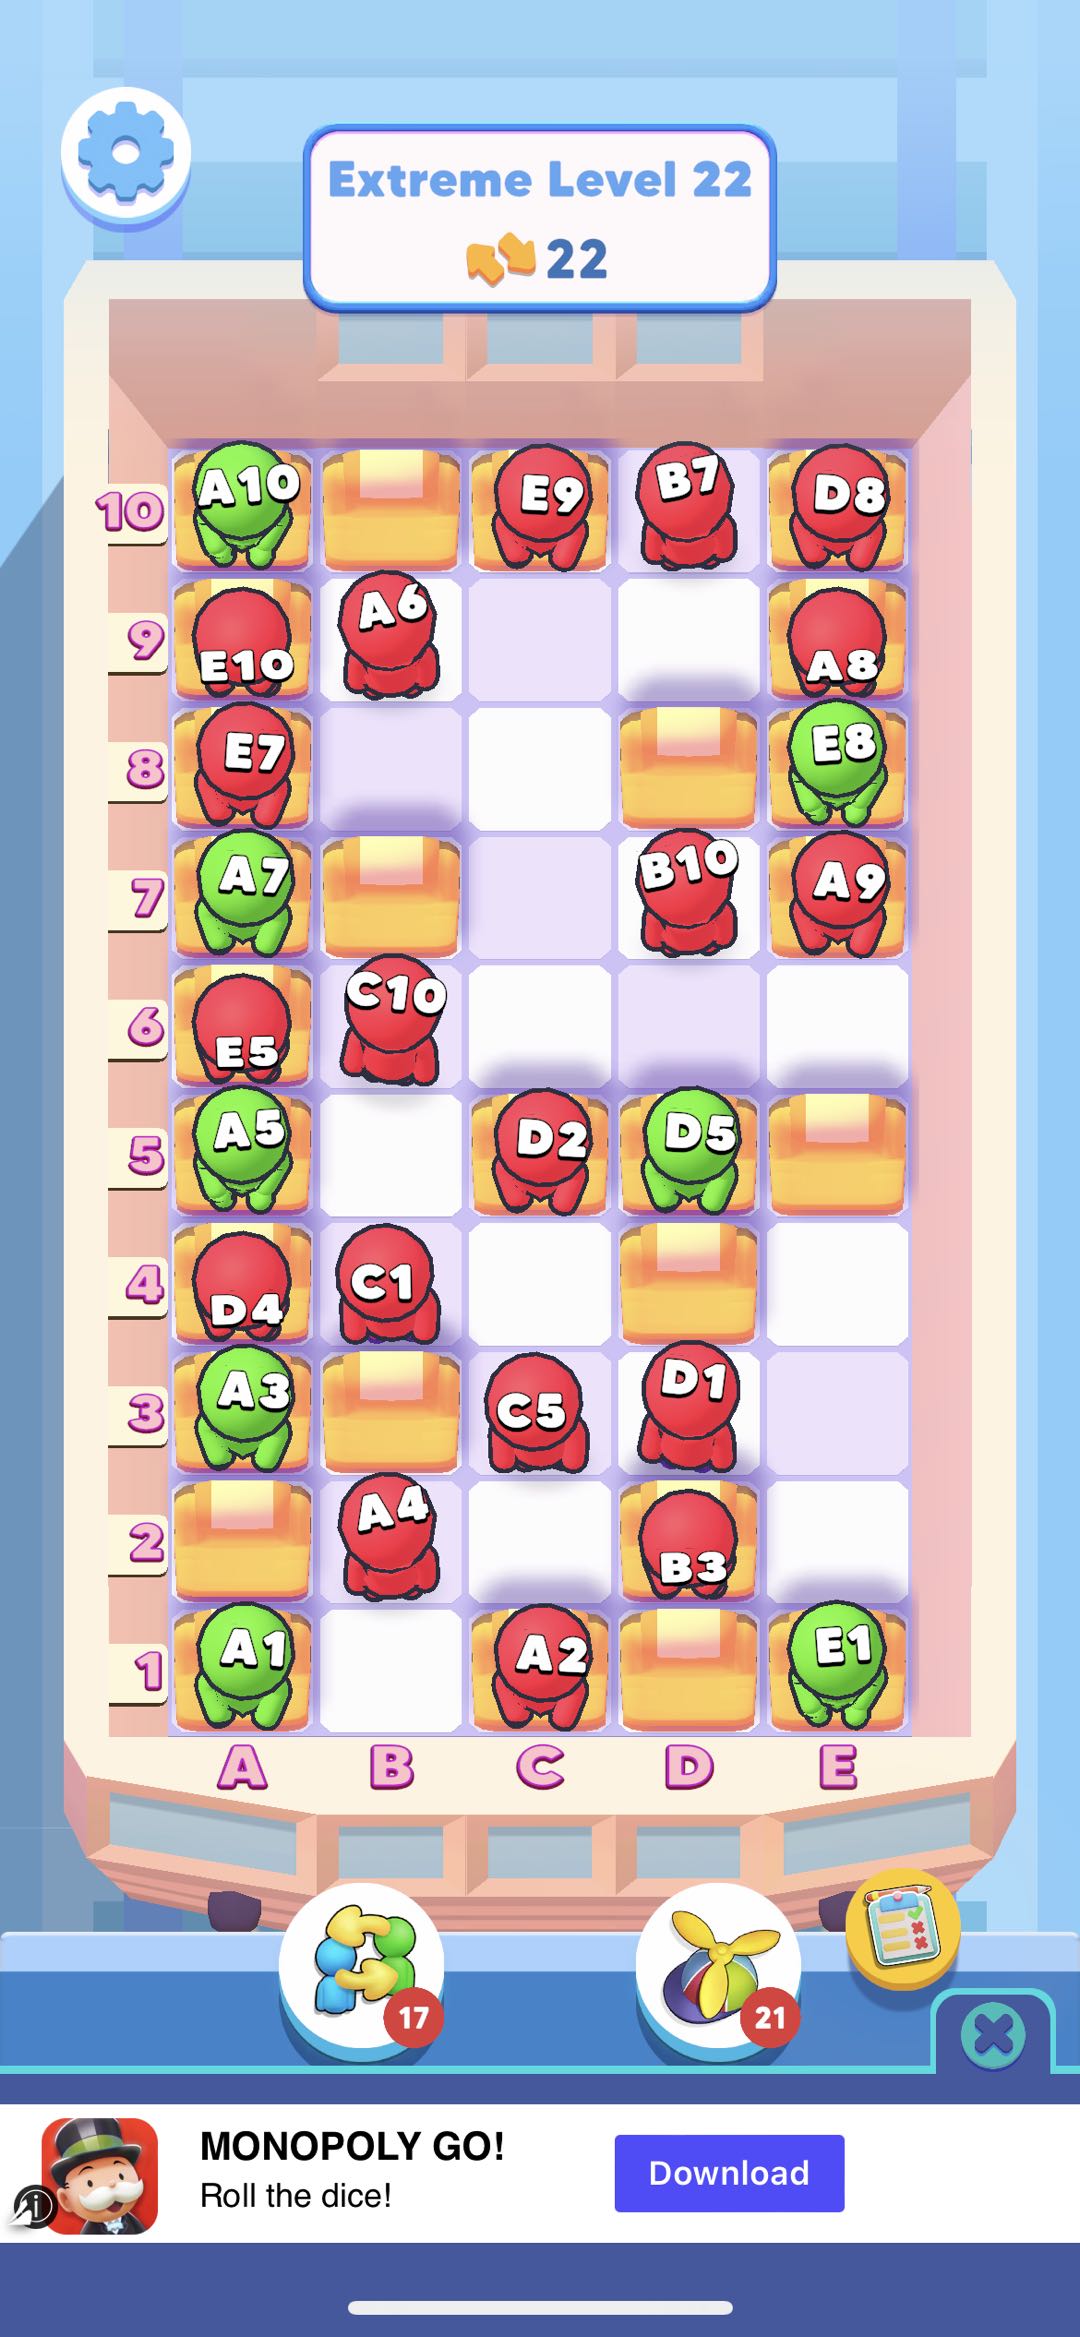 Extreme Level 22
22
10 A10 E9 B7 D8
9 E10 A6 A8
8 E7 E8
7 A7 B10 A9
6 E5 C10
5 A5 D2 D5
4 D4 C1
3 A3 C5 D1
2 A4 B3
1 A1 A2 E1
A B C D E
17 21
MONOPOLY GO!
Roll the dice!
Download